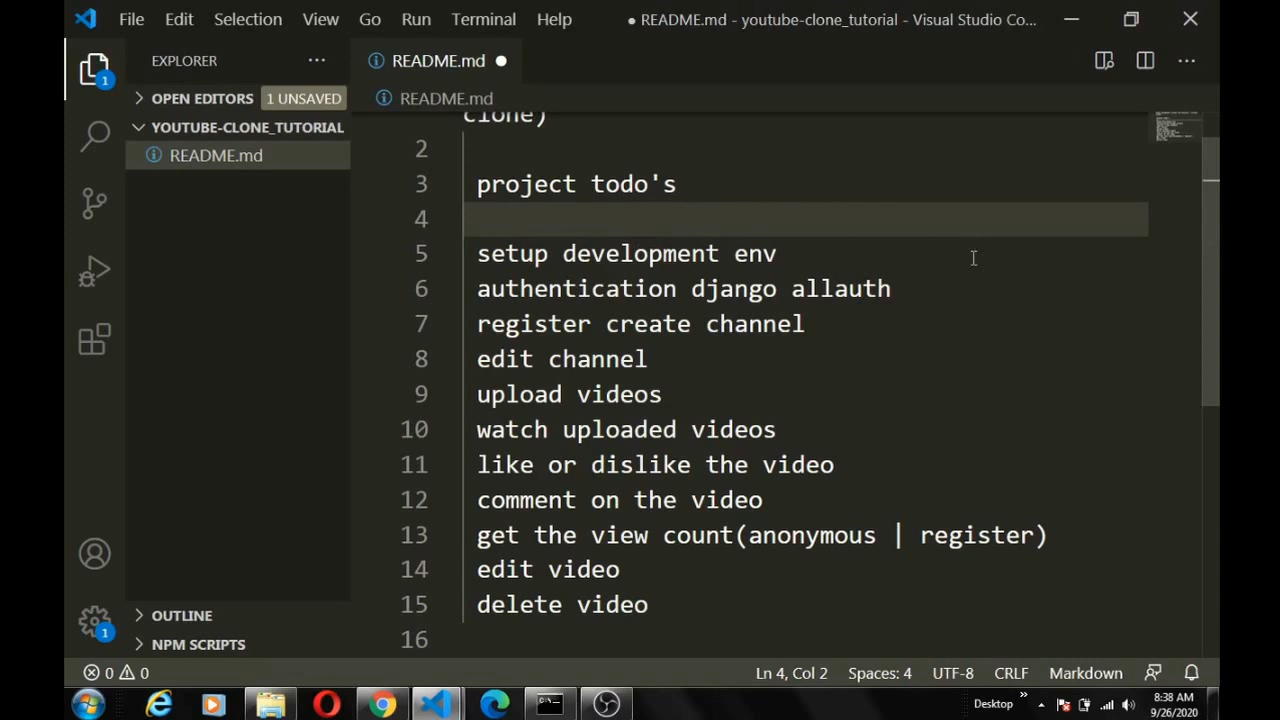 File Edit Selection View Go Run Terminal Help ● README.md - youtube-clone_tutorial - Visual Studio Co...
EXPLORER ... README.md ●
OPEN EDITORS 1 UNSAVED
README.md
YOUTUBE-CLONE_TUTORIAL
README.md
clone)
2
3 project todo's
4
5 setup development env
6 authentication django allauth
7 register create channel
8 edit channel
9 upload videos
10 watch uploaded videos
11 like or dislike the video
12 comment on the video
13 get the view count(anonymous | register)
14 edit video
15 delete video
16
1
1
OUTLINE
NPM SCRIPTS
0 0 Ln 4, Col 2 Spaces: 4 UTF-8 CRLF Markdown
Desktop » 8:38 AM
9/26/2020